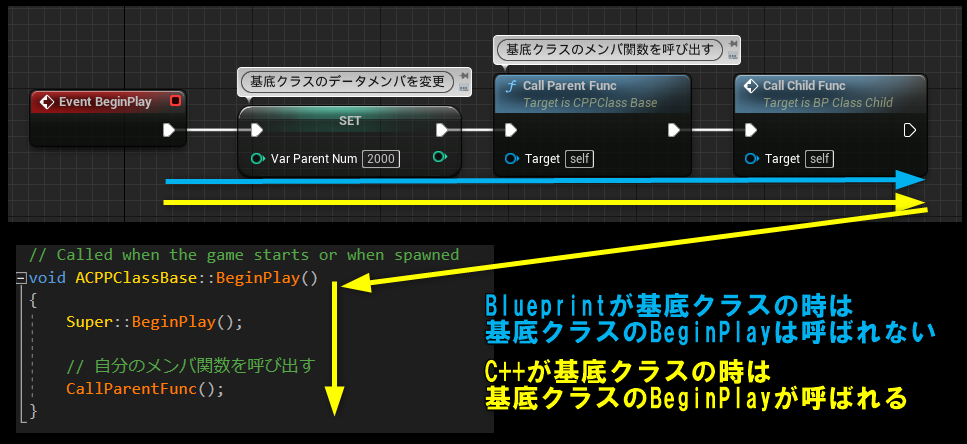 基底クラスのメンバ関数を呼び出す
基底クラスのデータメンバを変更
Event BeginPlay
SET
Var Parent Num 2000
Call Parent Func
Target is CPPClass Base
Target self
Call Child Func
Target is BP Class Child
Target self
// Called when the game starts or when spawned
void ACPPClassBase::BeginPlay()
{
Super::BeginPlay();
// 自分のメンバ関数を呼び出す
CallParentFunc();
}
Blueprintが基底クラスの時は
基底クラスのBeginPlayは呼ばれない
C++が基底クラスの時は
基底クラスのBeginPlayが呼ばれる